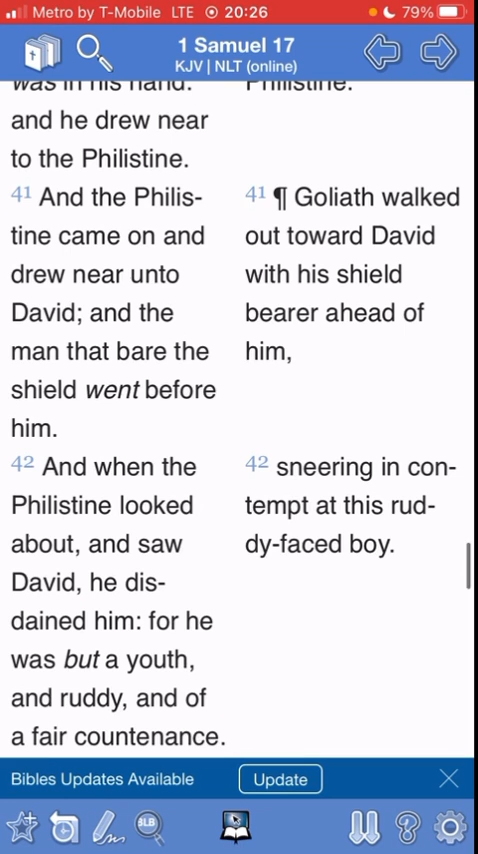 Metro by T-Mobile LTE 20:26 79%
1 Samuel 17
KJV | NLT (online)
was in his hand:
and he drew near
to the Philistine.
41 And the Philis-
tine came on and
drew near unto
David; and the
man that bare the
shield went before
him.
42 And when the
Philistine looked
about, and saw
David, he dis-
dained him: for he
was but a youth,
and ruddy, and of
a fair countenance.
Philistine.
41 ¶ Goliath walked
out toward David
with his shield
bearer ahead of
him,
42 sneering in con-
tempt at this rud-
dy-faced boy.
Bibles Updates Available
Update
BLB